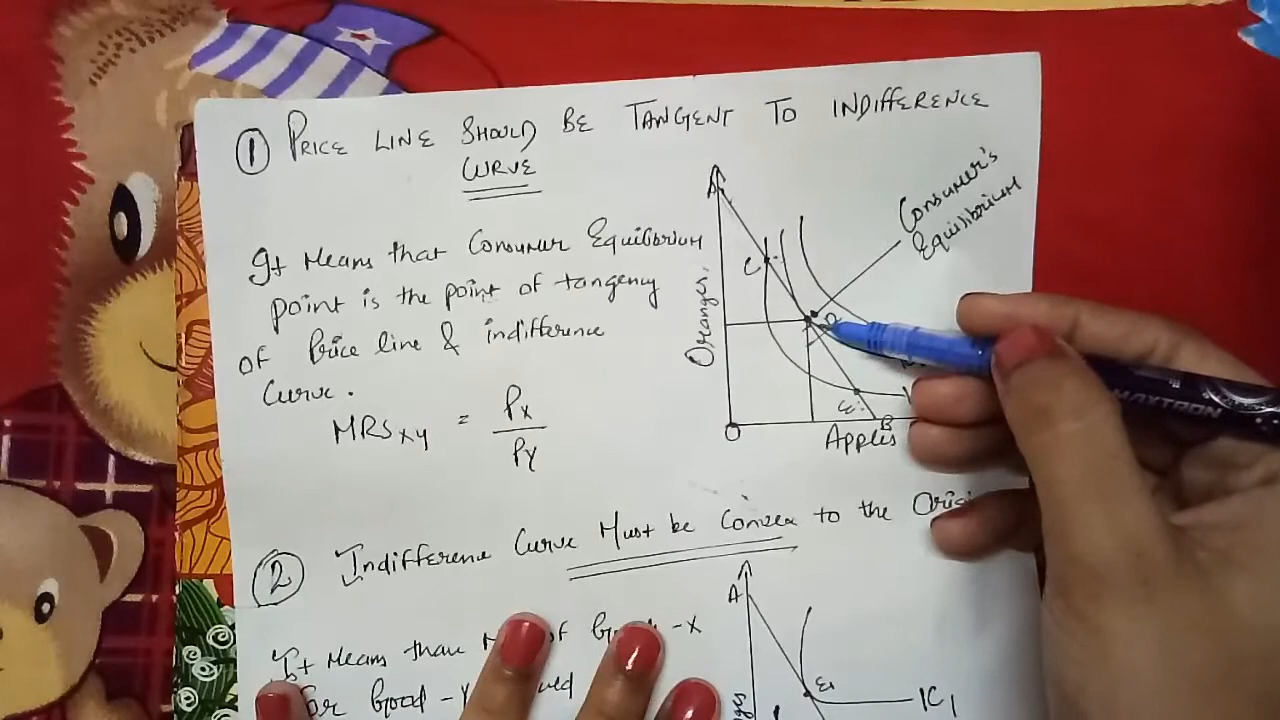 ① PRICE LINE SHOULD BE TANGENT TO INDIFFERENCE
CURVE
It Means that Consumer Equilibrium
point is the point of tangency
of Price line & indifference
Curve.
MRSxy = Px
Py
A
C
Consumer's
Equilibrium
Oranges
E
B
O
Apples
HAXTRON
② Indifference Curve Must be Convex to the
It Means than of -X
for Good -Y
A
E1
IC1